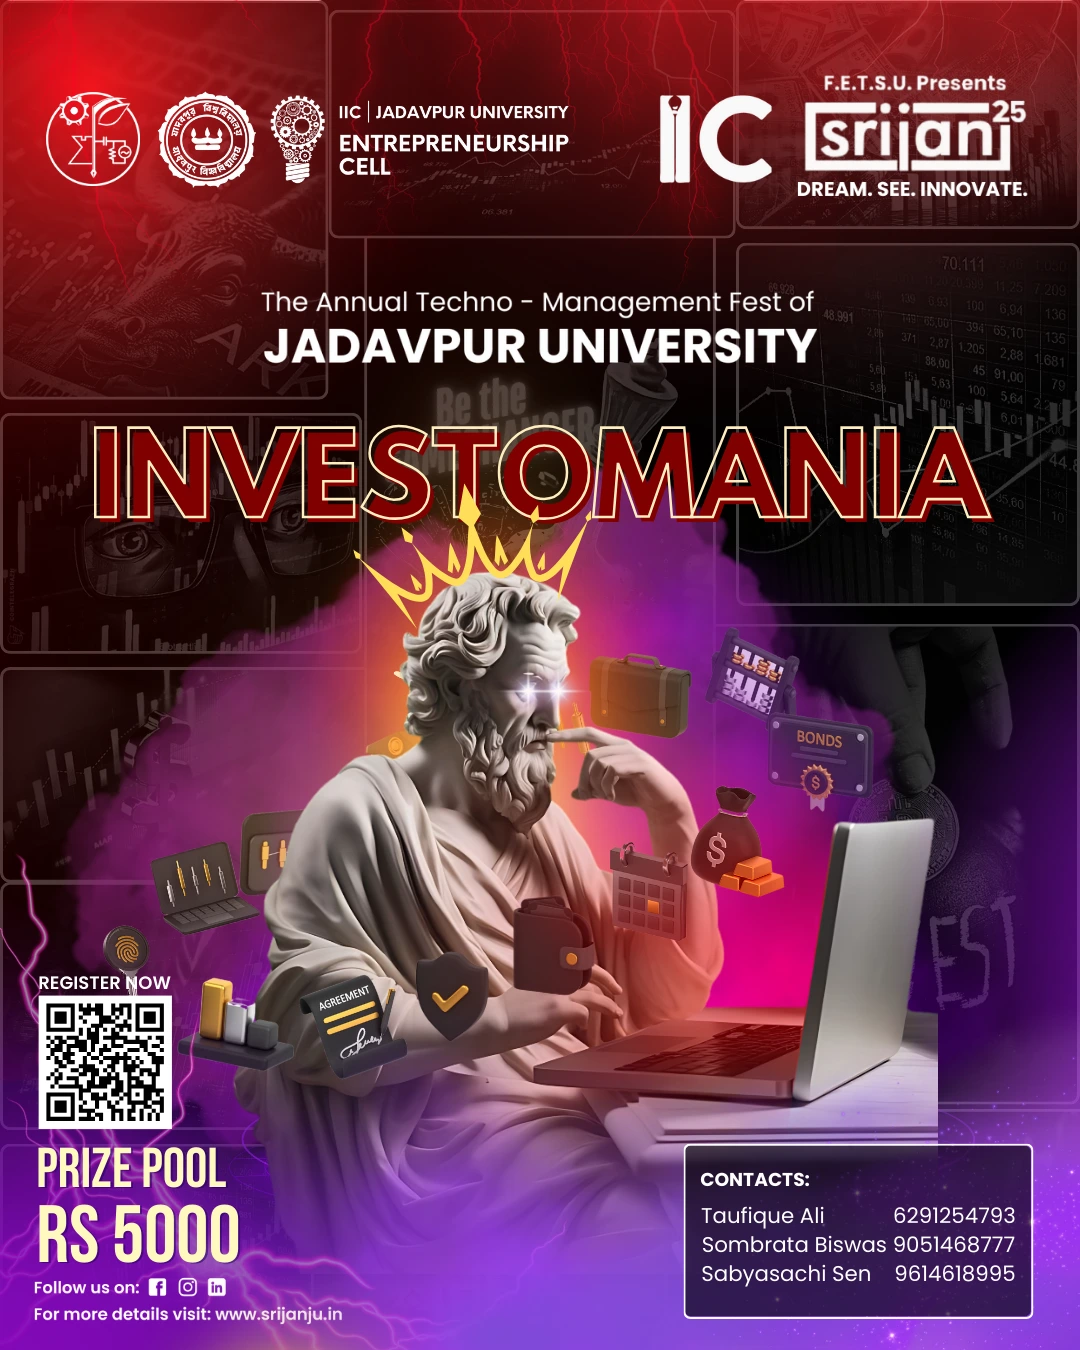 IIC | JADAVPUR UNIVERSITY
ENTREPRENEURSHIP
CELL
IIC
F.E.T.S.U. Presents
srijan 25
DREAM. SEE. INNOVATE.
The Annual Techno - Management Fest of
JADAVPUR UNIVERSITY
Be the
INVESTOMANIA
BONDS
$
$
AGREEMENT
REGISTER NOW
PRIZE POOL
RS 5000
Follow us on:
For more details visit: www.srijanju.in
CONTACTS:
Taufique Ali 6291254793
Sombrata Biswas 9051468777
Sabyasachi Sen 9614618995